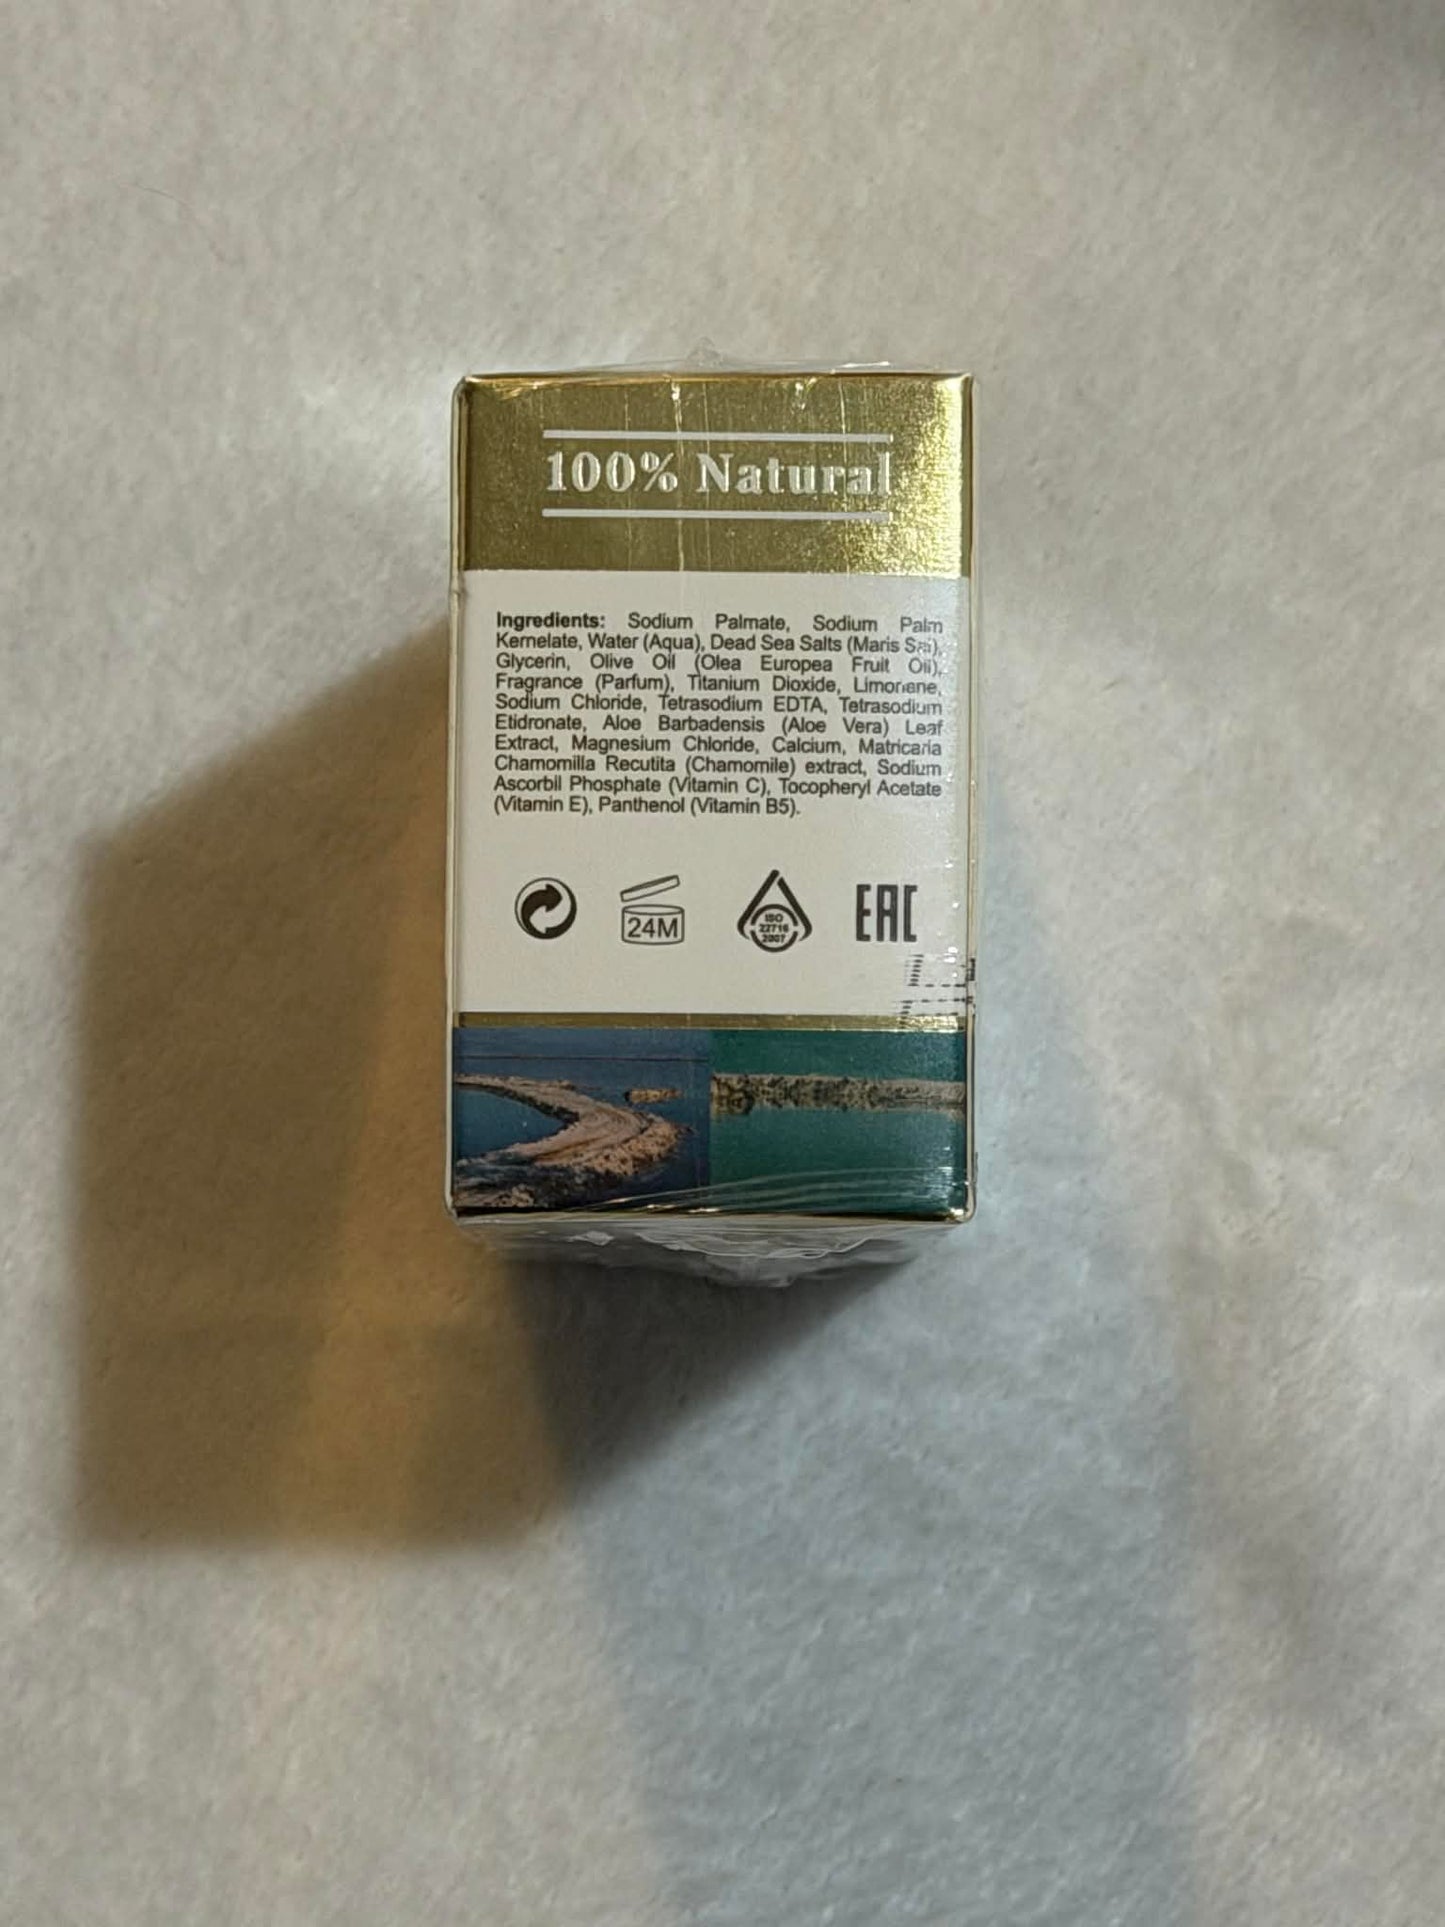 100% Natural
Ingredients: Sodium Palmate, Sodium Palm
Kernelate, Water (Aqua), Dead Sea Salts (Maris Sal),
Glycerin, Olive Oil (Olea Europea Fruit Oil),
Fragrance (Parfum), Titanium Dioxide, Limonene,
Sodium Chloride, Tetrasodium EDTA, Tetrasodium
Etidronate, Aloe Barbadensis (Aloe Vera) Leaf
Extract, Magnesium Chloride, Calcium, Matricaria
Chamomilla Recutita (Chamomile) extract, Sodium
Ascorbil Phosphate (Vitamin C), Tocopheryl Acetate
(Vitamin E), Panthenol (Vitamin B5).
24M
ISO
22716
2007
EAC